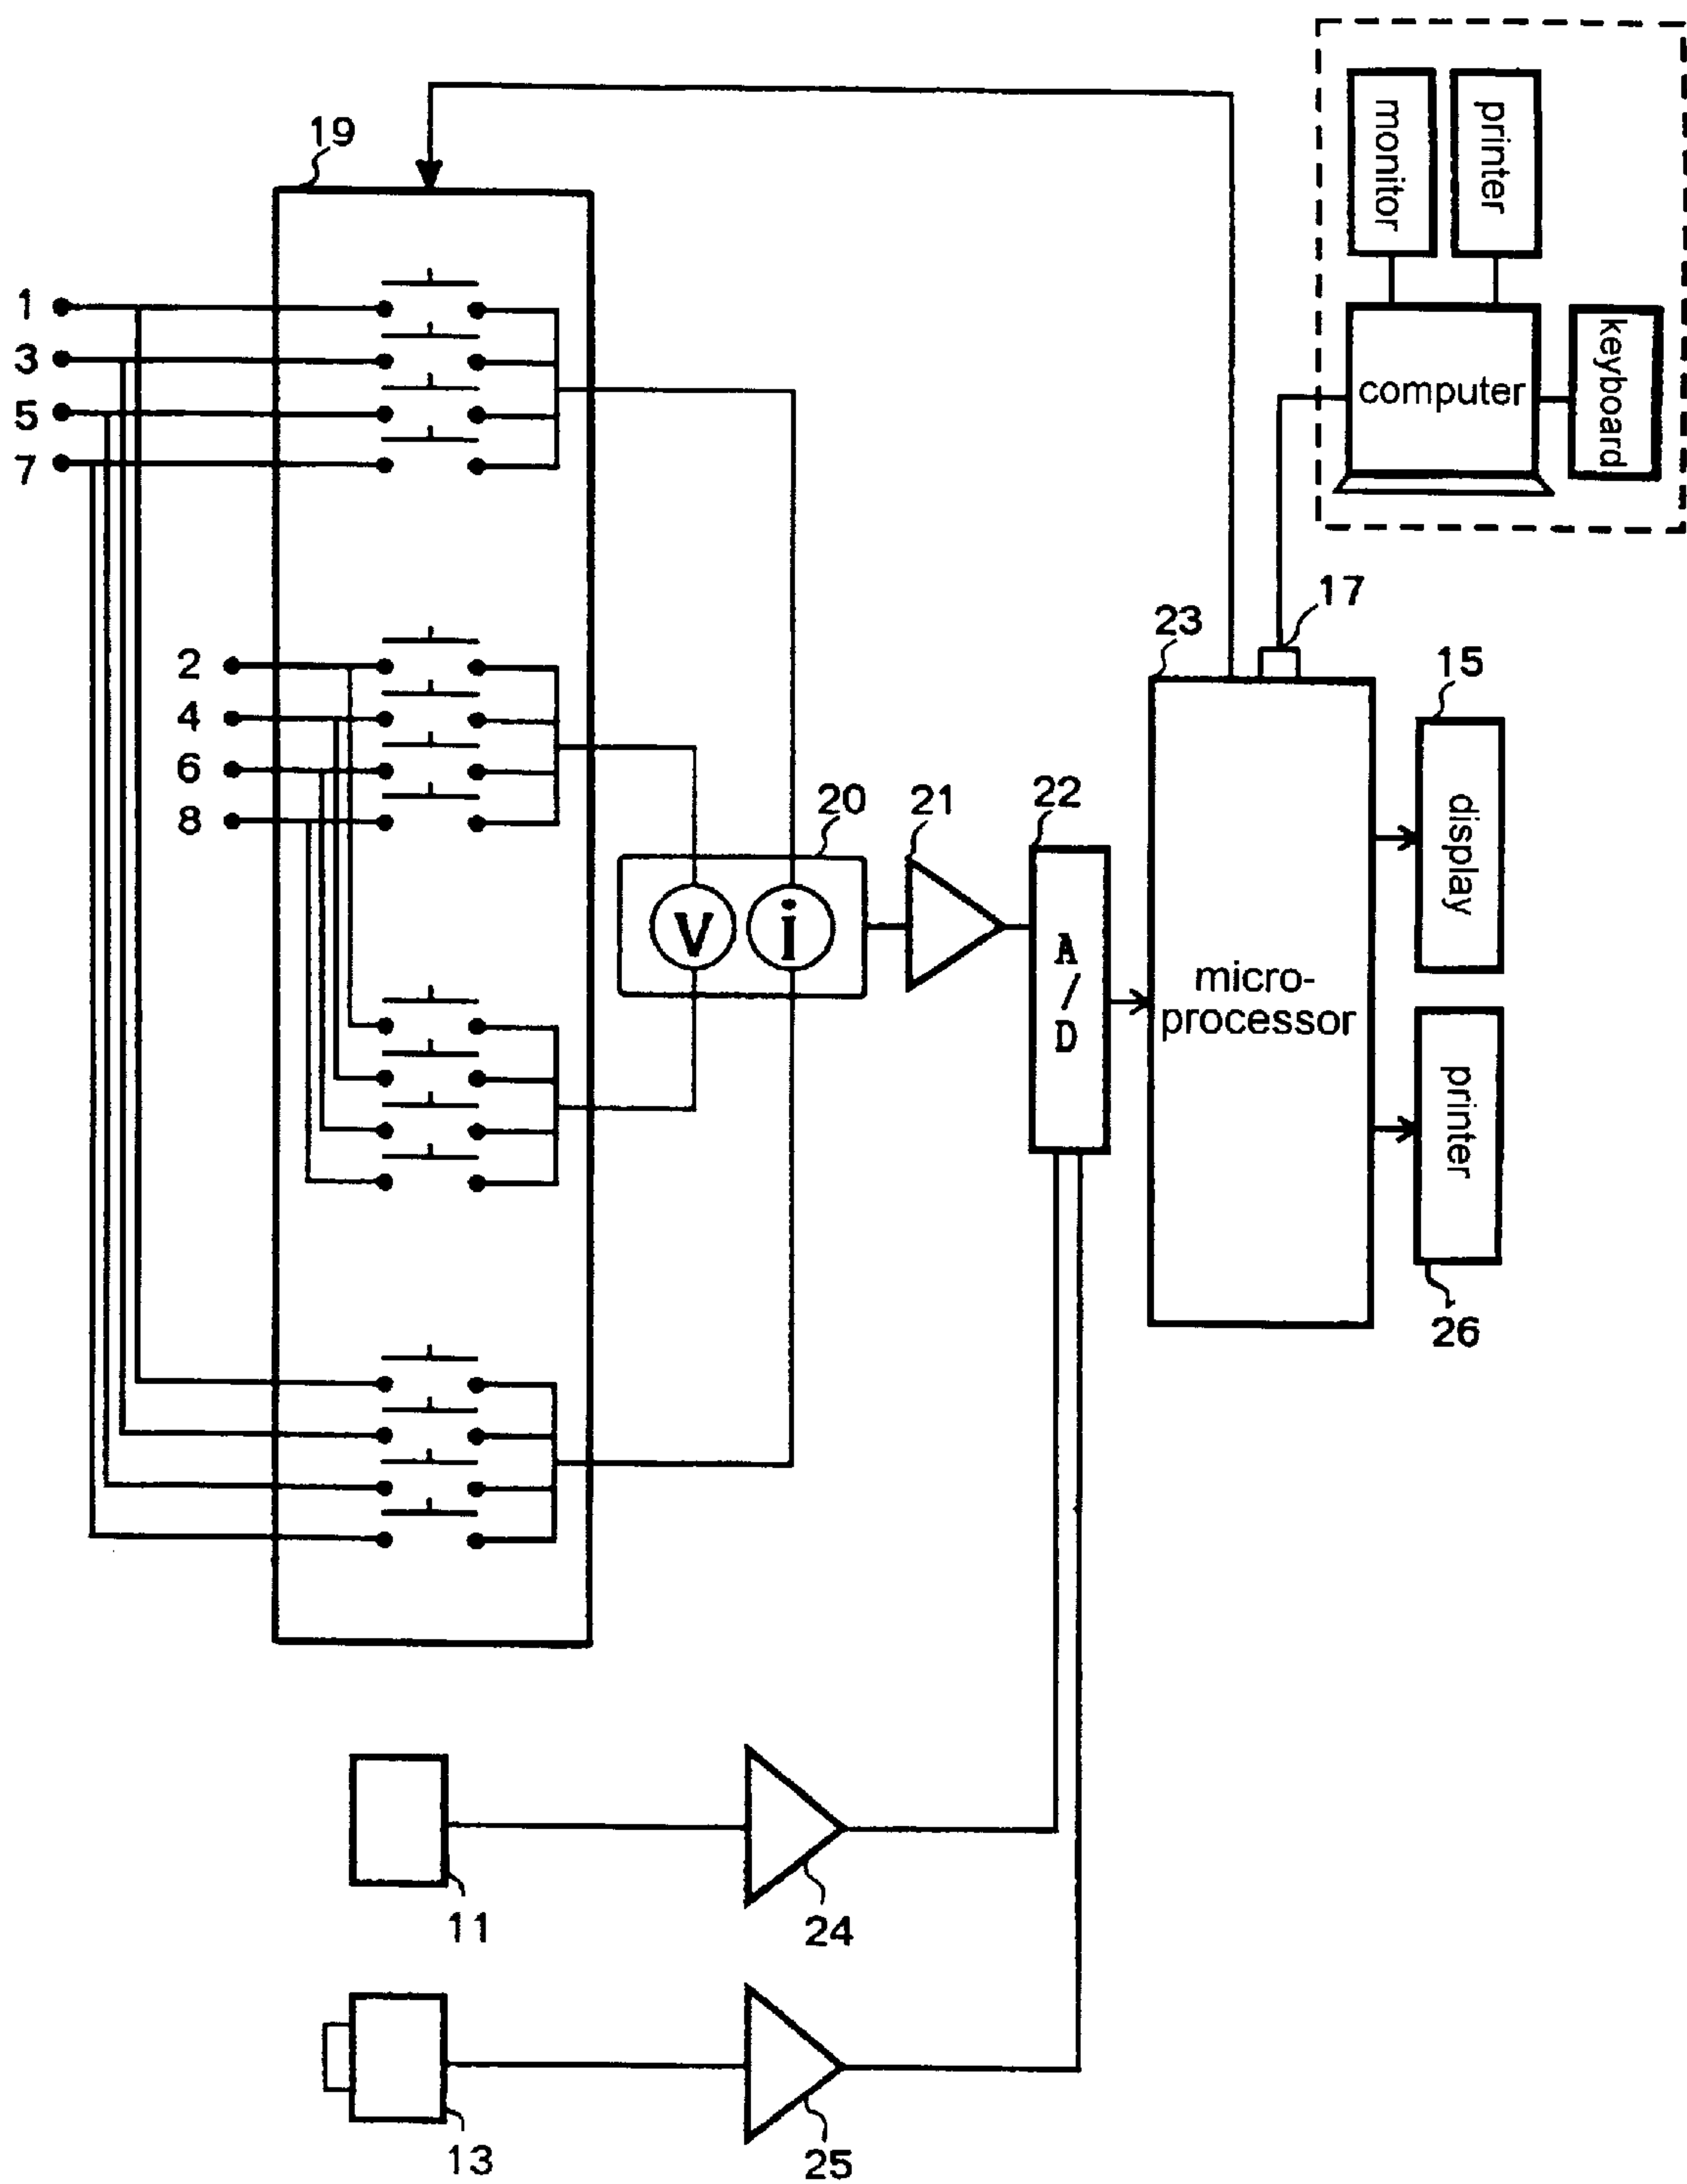 monitor
printer
19
1
3
5
7
computer
keyboard
17
23
2
4
6
8
15
display
20
21
22
V
i
A
/
D
micro-
processor
printer
26
11
24
13
25